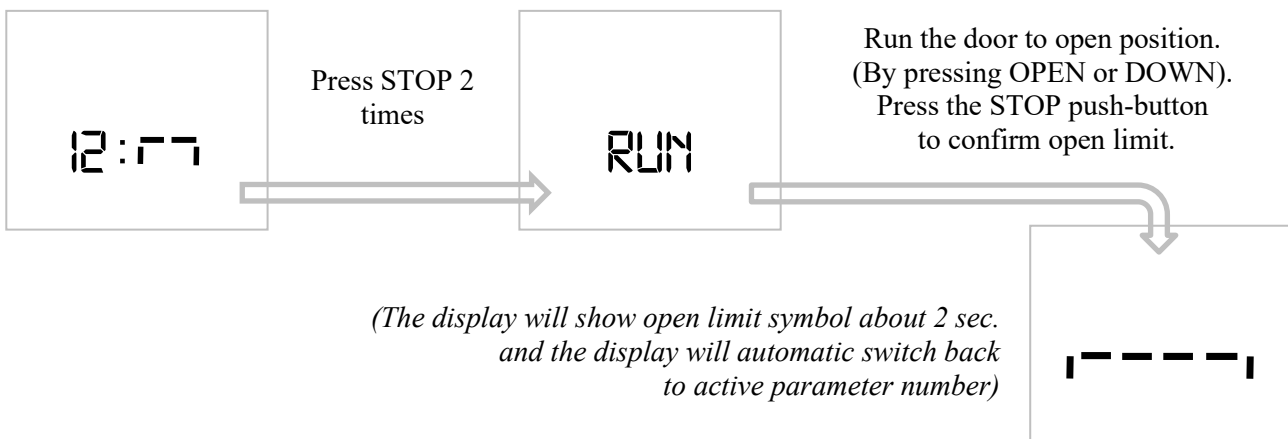 Press STOP 2
times
Run the door to open position.
(By pressing OPEN or DOWN).
Press the STOP push-button
to confirm open limit.
12:
RUN
(The display will show open limit symbol about 2 sec.
and the display will automatic switch back
to active parameter number)